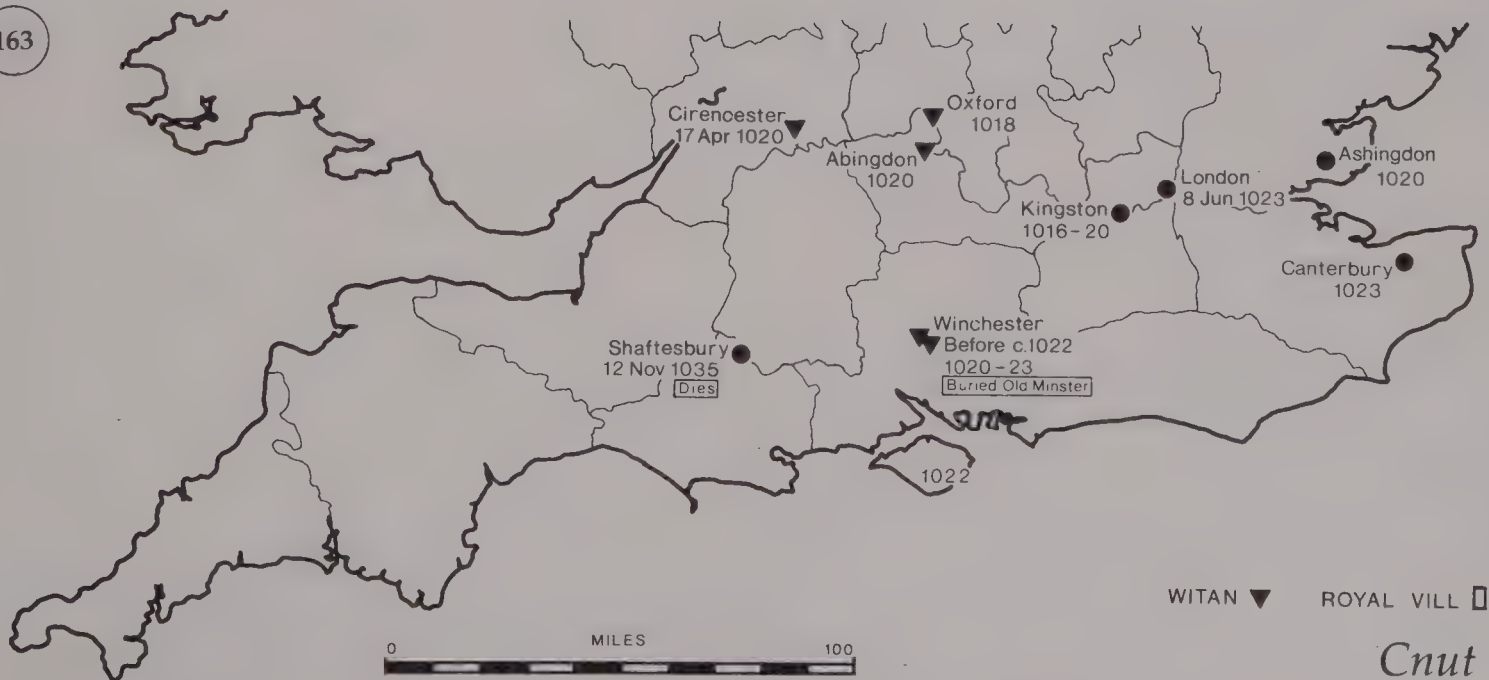 163
Cirencester
17 Apr 1020
Oxford
1018
Abingdon
1020
Ashingdon
1020
London
8 Jun 1023
Kingston
1016-20
Canterbury
1023
Winchester
Before c.1022
1020-23
Buried Old Minster
Shaftesbury
12 Nov 1035
Dies
1022
WITAN ▼ ROYAL VILL
MILES
0 100
Cnut